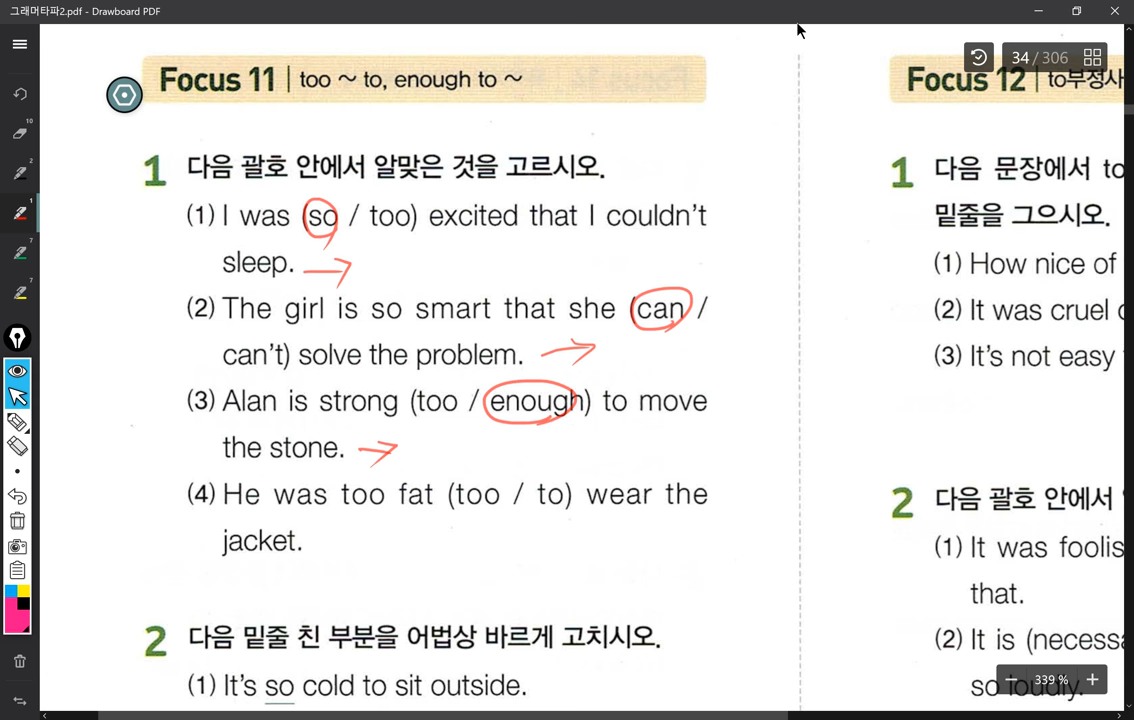 그래머타파2.pdf - Drawboard PDF
34 / 306
Focus 11 | too ~ to, enough to ~
1 다음 괄호 안에서 알맞은 것을 고르시오.
(1) I was (so / too) excited that I couldn't
sleep.
(2) The girl is so smart that she (can /
can't) solve the problem.
(3) Alan is strong (too / enough) to move
the stone.
(4) He was too fat (too / to) wear the
jacket.
2 다음 밑줄 친 부분을 어법상 바르게 고치시오.
(1) It's so cold to sit outside.
Focus 12 | to부정사
1 다음 문장에서 to
밑줄을 그으시오.
(1) How nice of
(2) It was cruel
(3) It's not easy
2 다음 괄호 안에서
(1) It was foolis
that.
(2) It is (necess
so loudly.
339 %
10
2
1
7
7